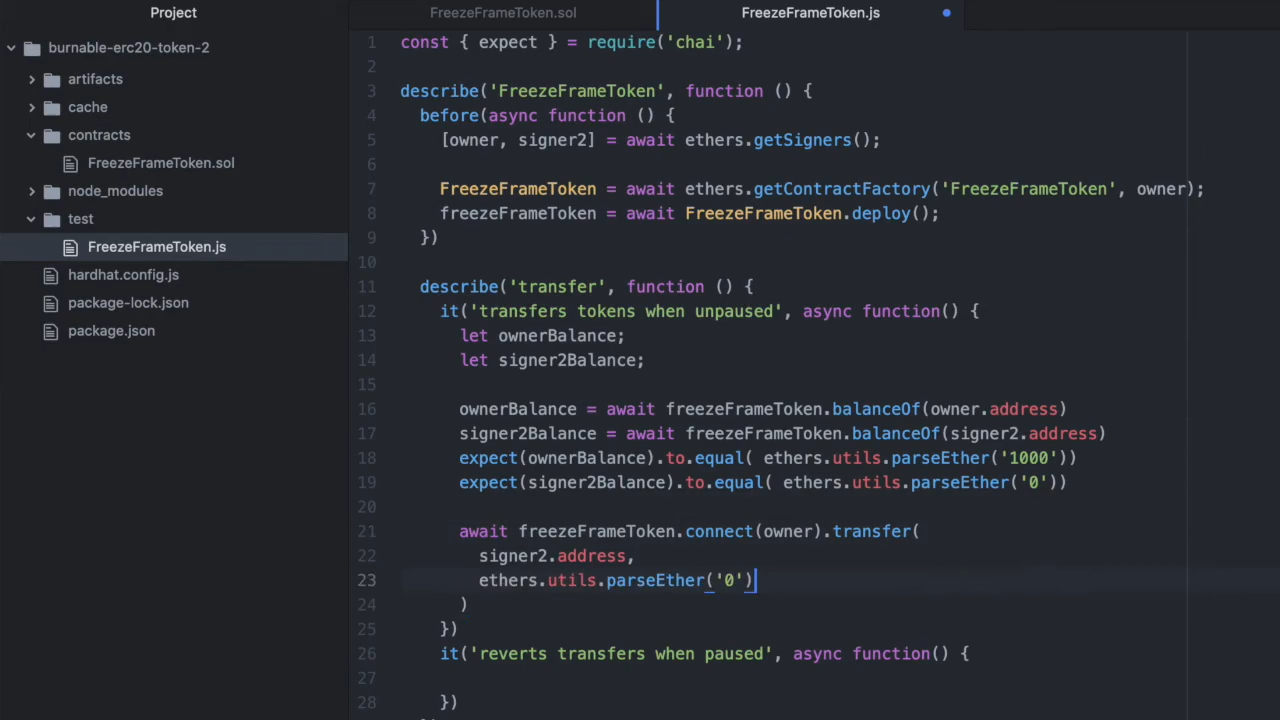 Project
burnable-erc20-token-2
artifacts
cache
contracts
FreezeFrameToken.sol
node_modules
test
FreezeFrameToken.js
hardhat.config.js
package-lock.json
package.json
FreezeFrameToken.sol
FreezeFrameToken.js
1 const { expect } = require('chai');
2
3 describe('FreezeFrameToken', function () {
4 before(async function () {
5 [owner, signer2] = await ethers.getSigners();
6
7 FreezeFrameToken = await ethers.getContractFactory('FreezeFrameToken', owner);
8 freezeFrameToken = await FreezeFrameToken.deploy();
9 })
10
11 describe('transfer', function () {
12 it('transfers tokens when unpaused', async function() {
13 let ownerBalance;
14 let signer2Balance;
15
16 ownerBalance = await freezeFrameToken.balanceOf(owner.address)
17 signer2Balance = await freezeFrameToken.balanceOf(signer2.address)
18 expect(ownerBalance).to.equal( ethers.utils.parseEther('1000'))
19 expect(signer2Balance).to.equal( ethers.utils.parseEther('0'))
20
21 await freezeFrameToken.connect(owner).transfer(
22 signer2.address,
23 ethers.utils.parseEther('0')
24 )
25 })
26 it('reverts transfers when paused', async function() {
27
28 })